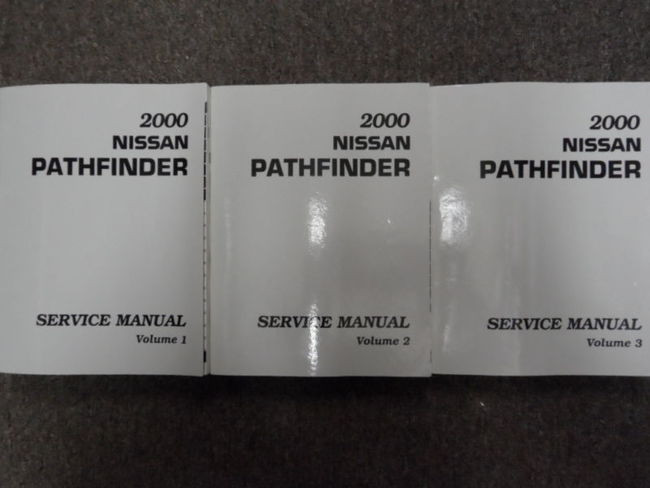 2000
NISSAN
PATHFINDER
SERVICE MANUAL
Volume 1
2000
NISSAN
PATHFINDER
SERVICE MANUAL
Volume 2
2000
NISSAN
PATHFINDER
SERVICE MANUAL
Volume 3